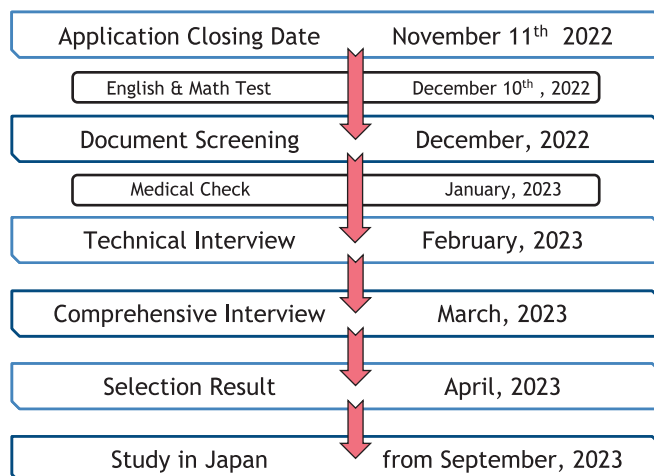 Application Closing Date November 11th 2022
English & Math Test December 10th , 2022
Document Screening December, 2022
Medical Check January, 2023
Technical Interview February, 2023
Comprehensive Interview March, 2023
Selection Result April, 2023
Study in Japan from September, 2023